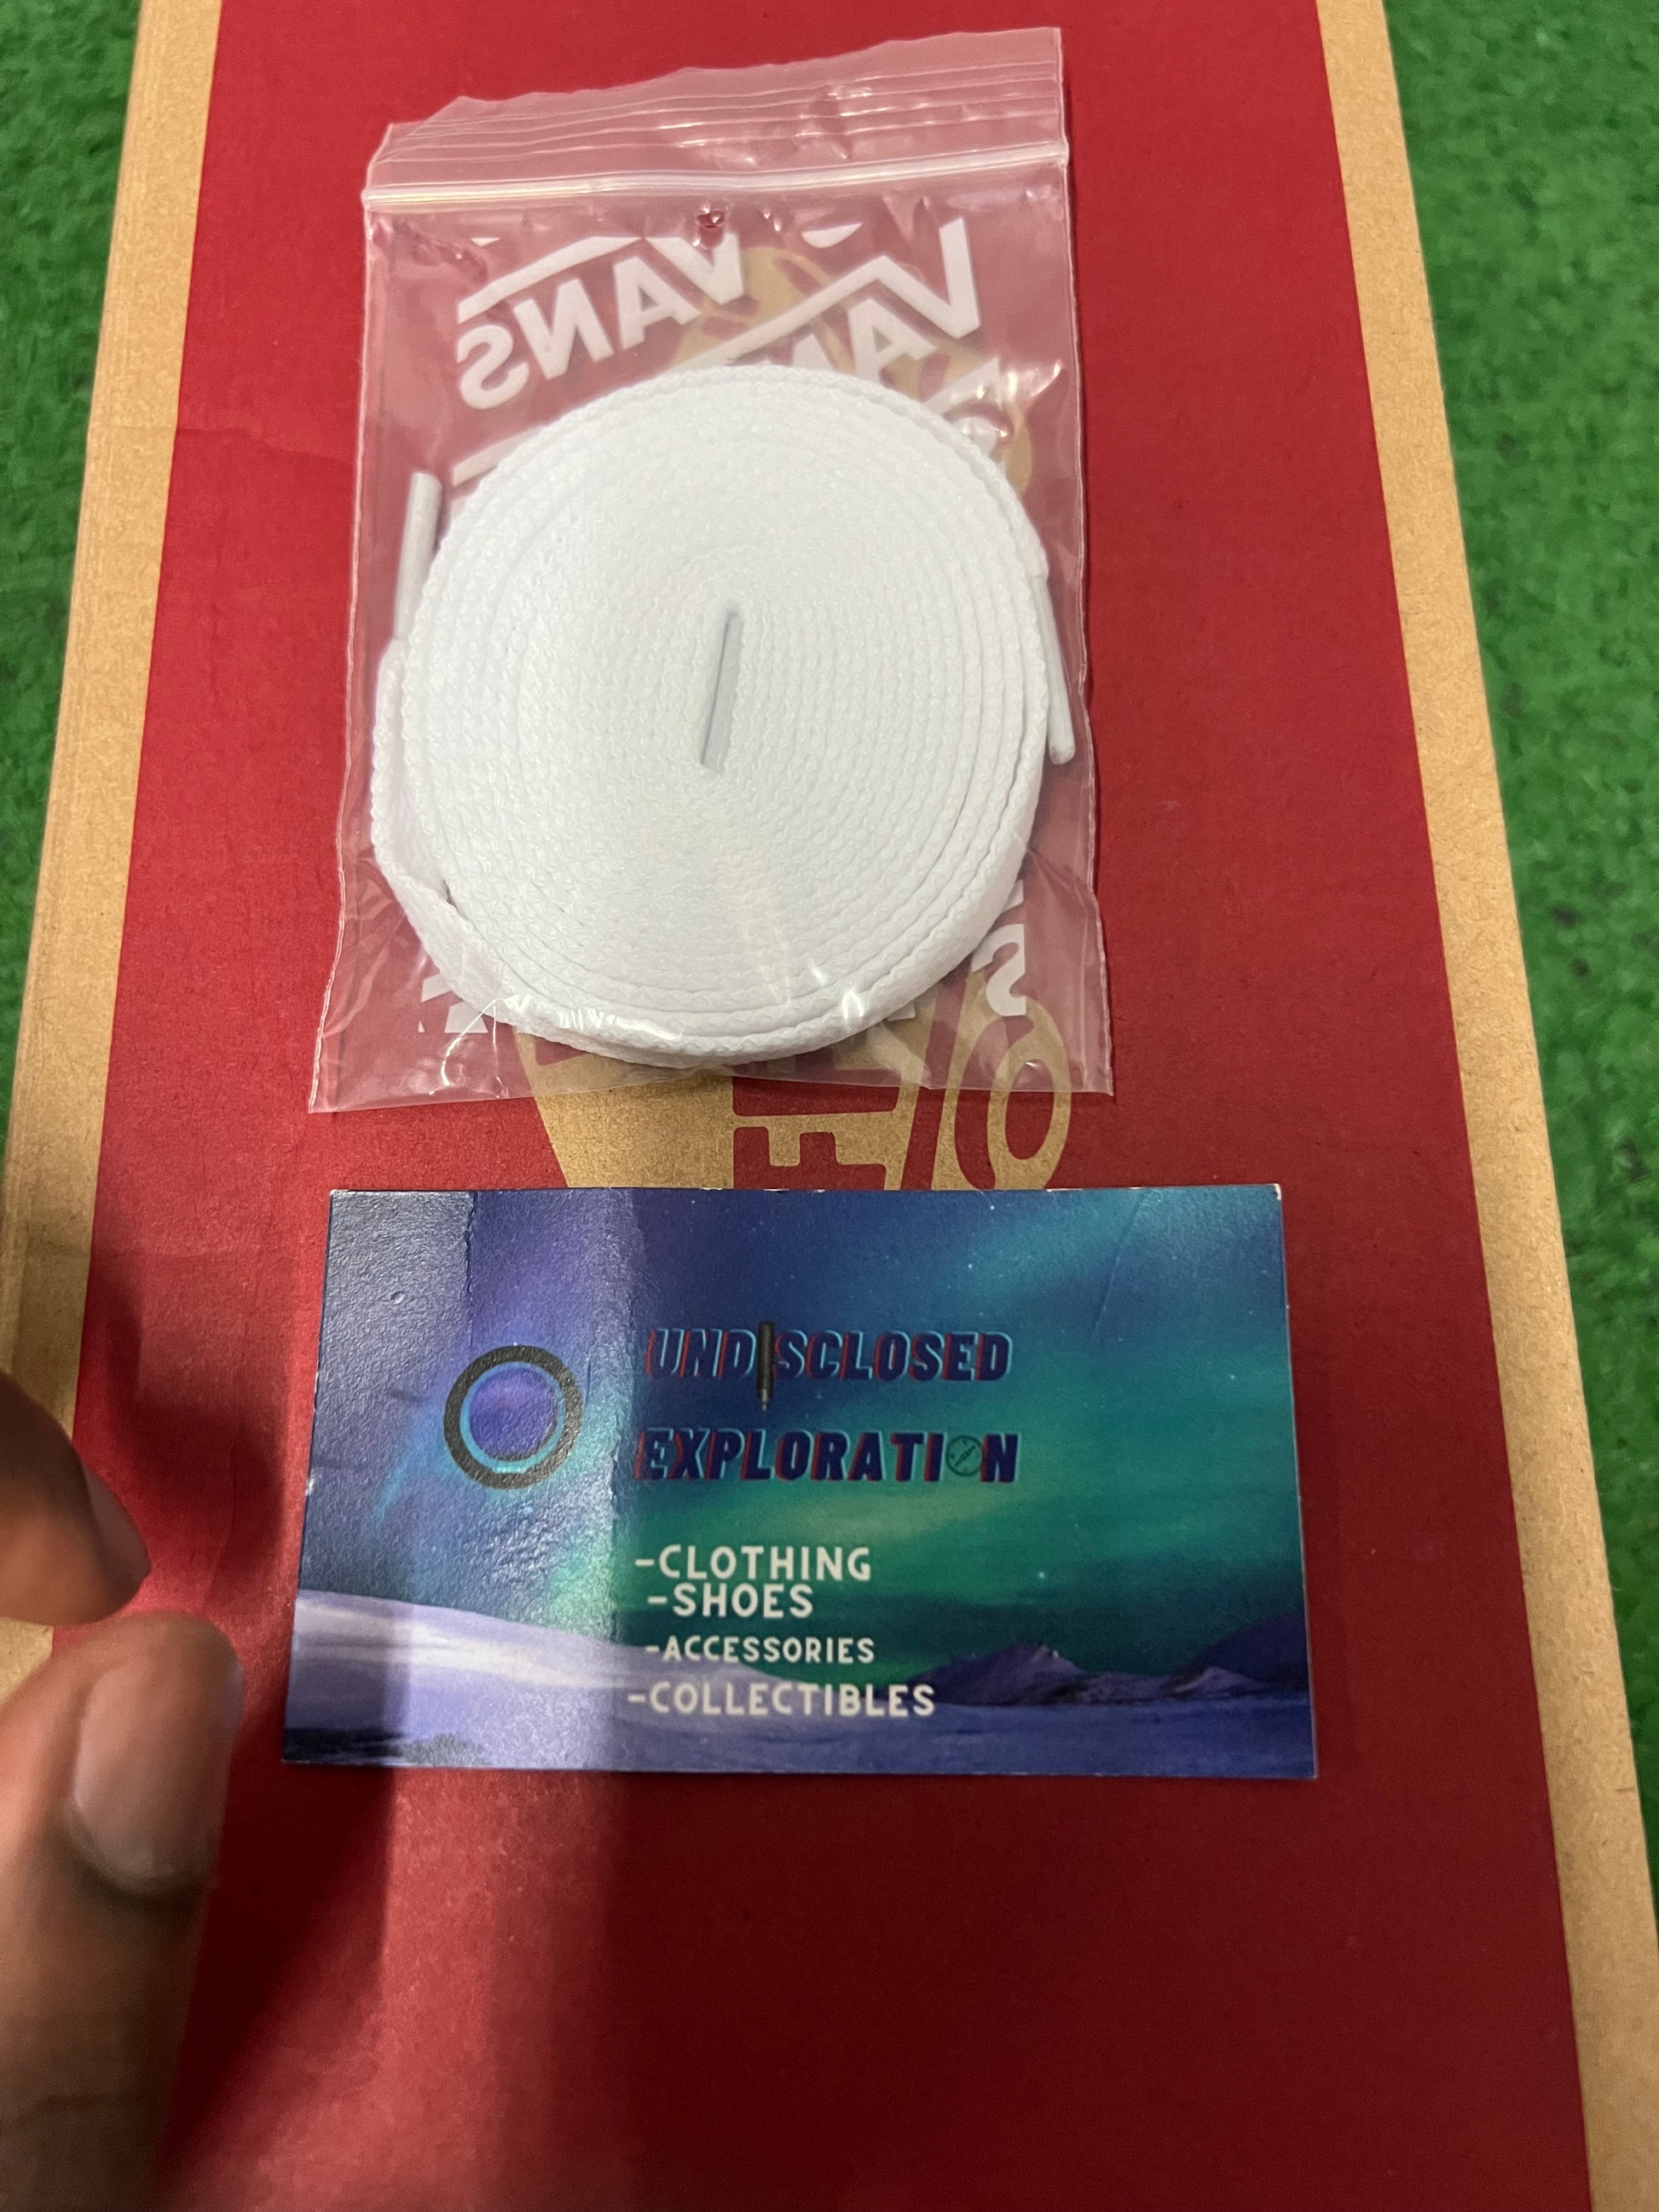 VANS
VANS
UNDISCLOSED
EXPLORATION
-CLOTHING
-SHOES
-ACCESSORIES
-COLLECTIBLES